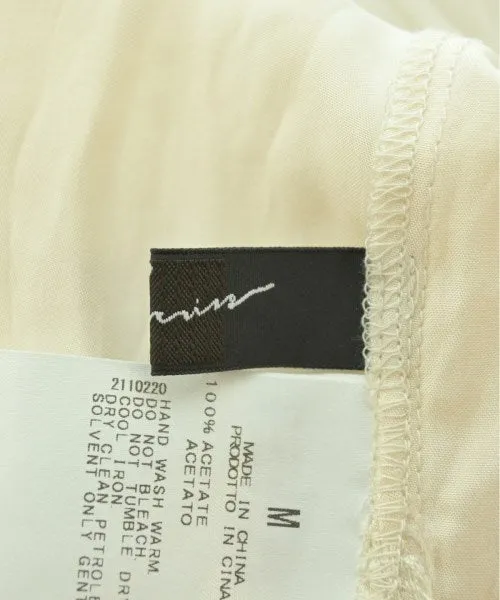 M
MADE IN CHINA
PRODOTTO IN CINA
100% ACETATE
ACETATO
HAND WASH WARM
DO NOT BLEACH.
DO NOT TUMBLE DRY
COOL IRON
DRY CLEAN PETROLE
SOLVENT ONLY GENT
2110220